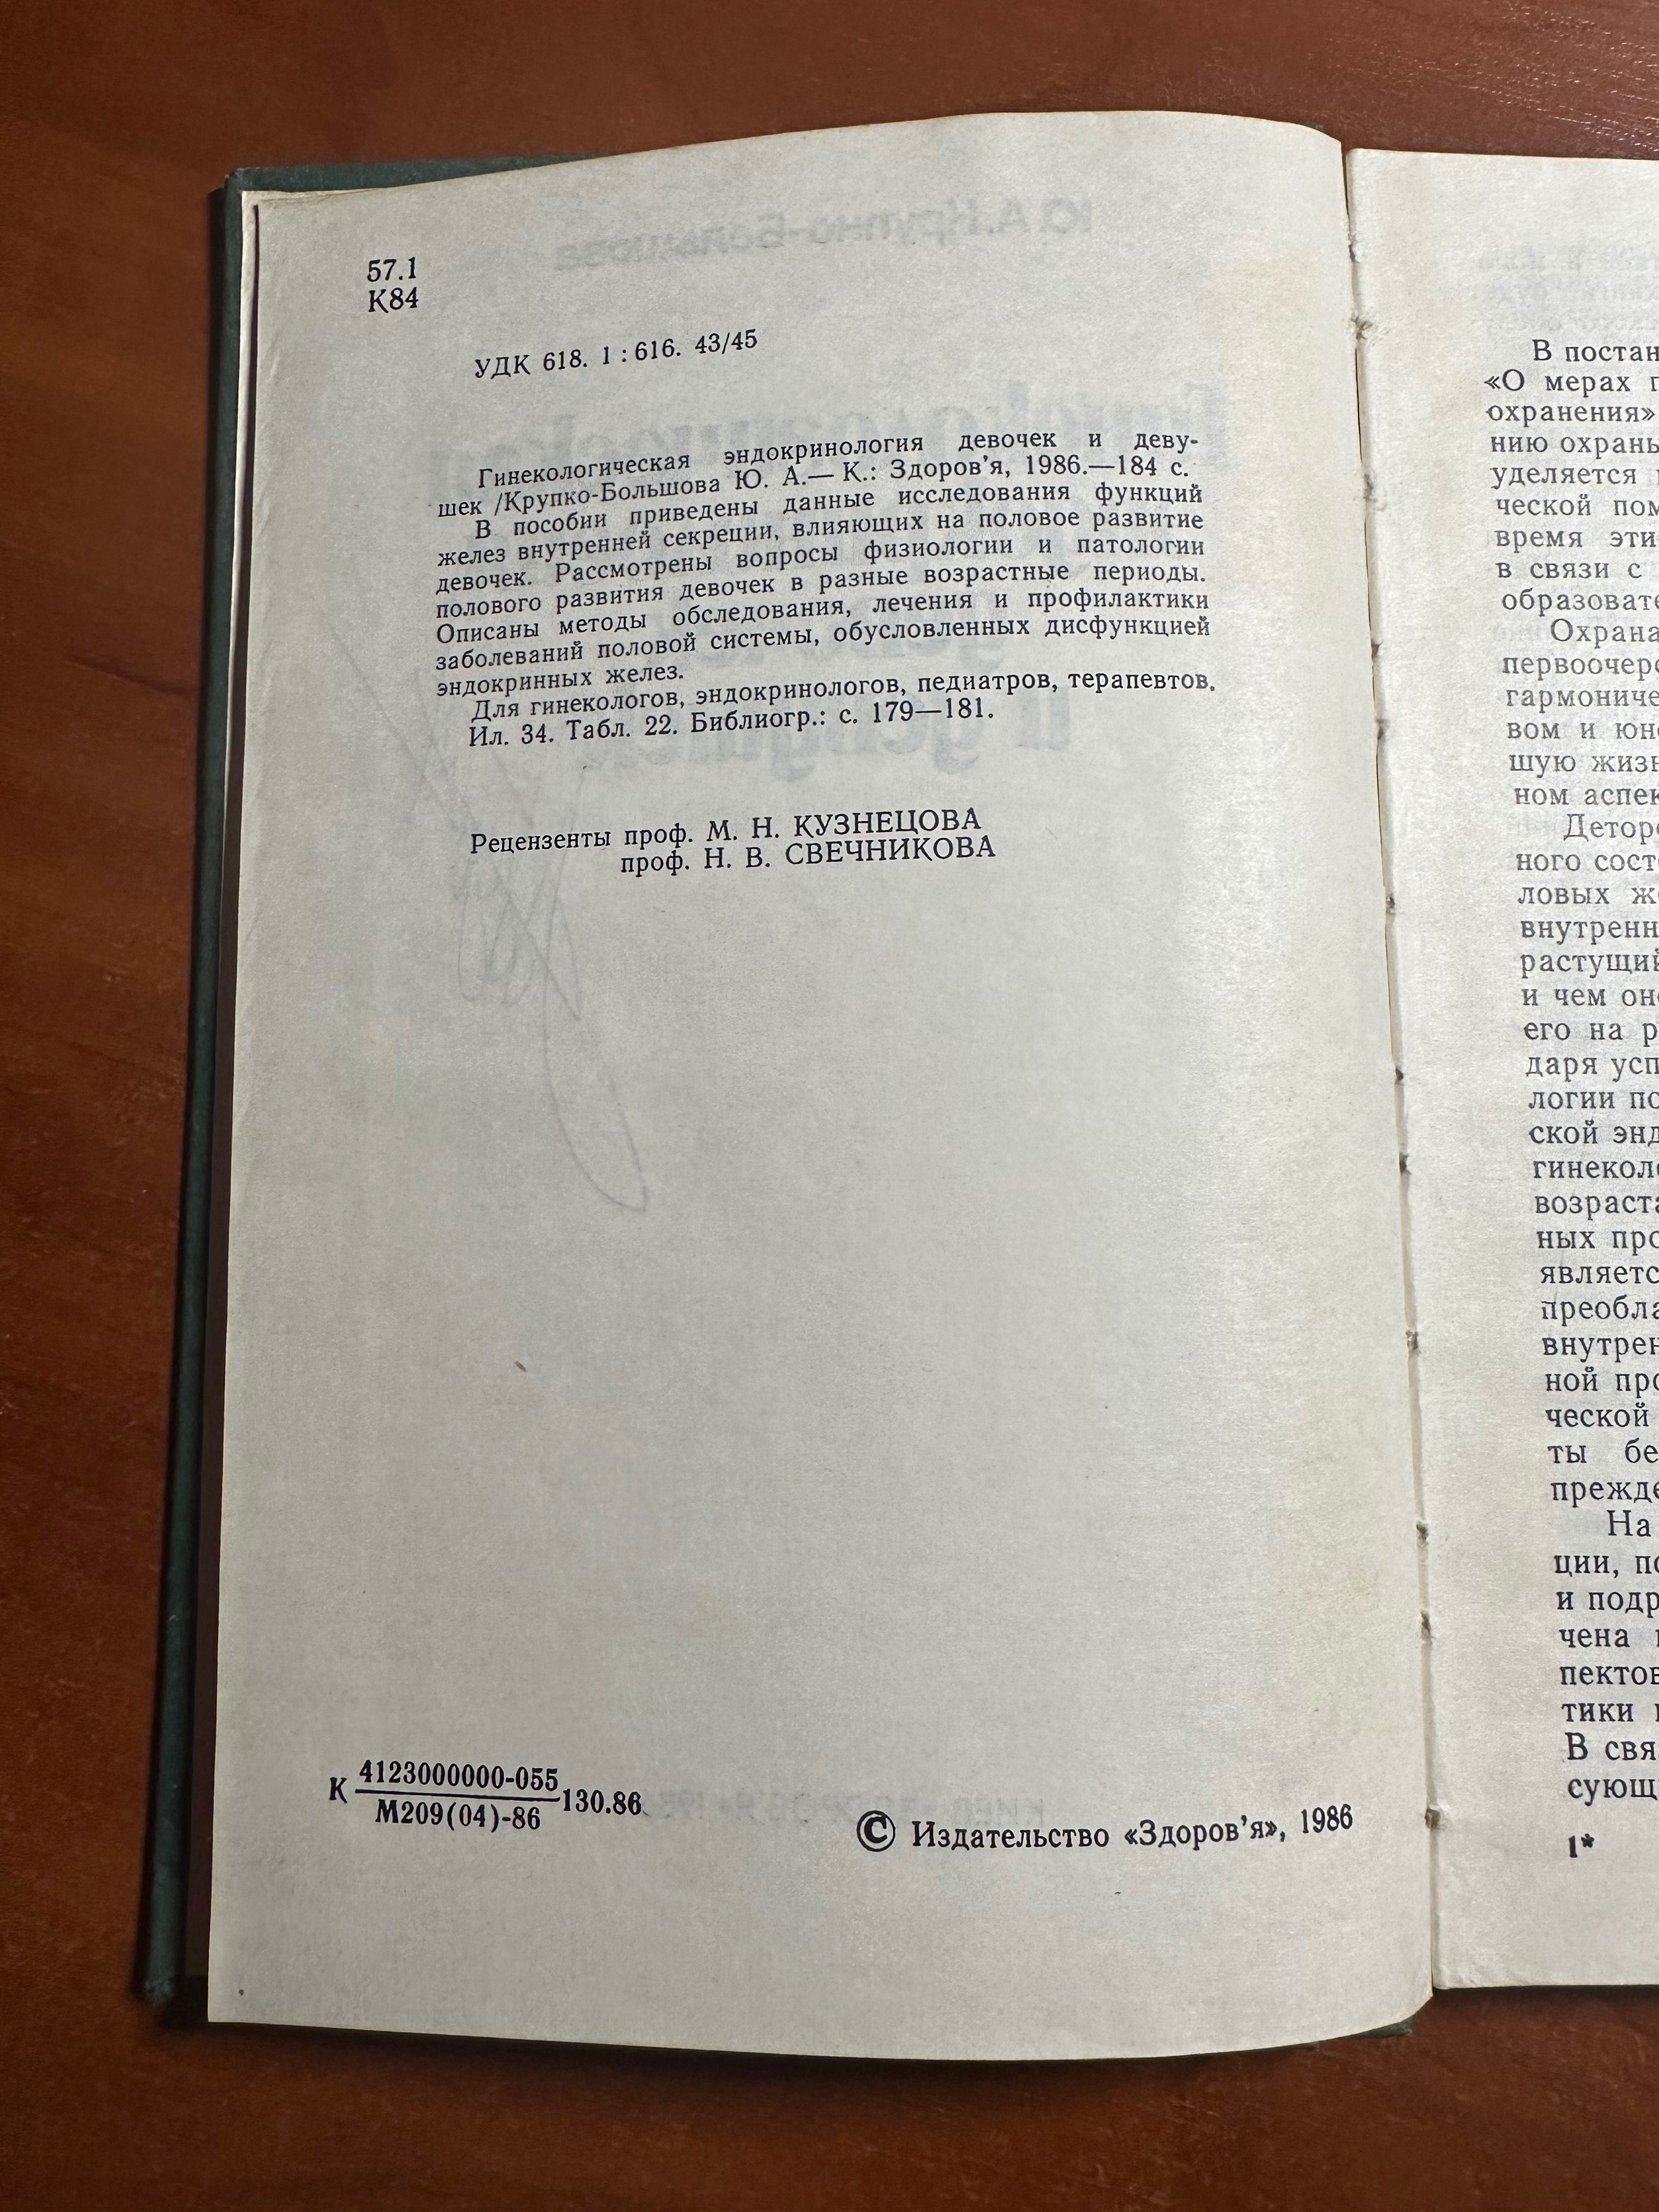 57.1
К84
УДК 618. 1 : 616. 43/45
Гинекологическая эндокринология девочек и деву-
шек /Крупко-Большова Ю. А.— К.: Здоров’я, 1986.—184 с.
В пособии приведены данные исследования функций
желез внутренней секреции, влияющих на половое развитие
девочек. Рассмотрены вопросы физиологии и патологии
полового развития девочек в разные возрастные периоды.
Описаны методы обследования, лечения и профилактики
заболеваний половой системы, обусловленных дисфункцией
эндокринных желез.
Для гинекологов, эндокринологов, педиатров, терапевтов.
Ил. 34. Табл. 22. Библиогр.: с. 179—181.
Рецензенты проф. М. Н. КУЗНЕЦОВА
проф. Н. В. СВЕЧНИКОВА
К 4123000000-055
М209(04)-86 130.86
© Издательство «Здоров’я», 1986
В постан
«О мерах
охранения»
нию охраны
уделяется
ческой пом
время эти
в связи с
образовате
Охрана
первоочере
гармониче
вом и юно
шую жизн
ном аспек
Деторо
ного сост
ловых ж
внутренн
растущий
и чем он
его на р
даря усп
логии по
ской энд
гинеколо
возраста
ных про
являетс
преобла
внутрен
ной про
ческой
ты бе
прежде
На
ции, по
и подр
чена
пектов
тики
В свя
сующ
1*